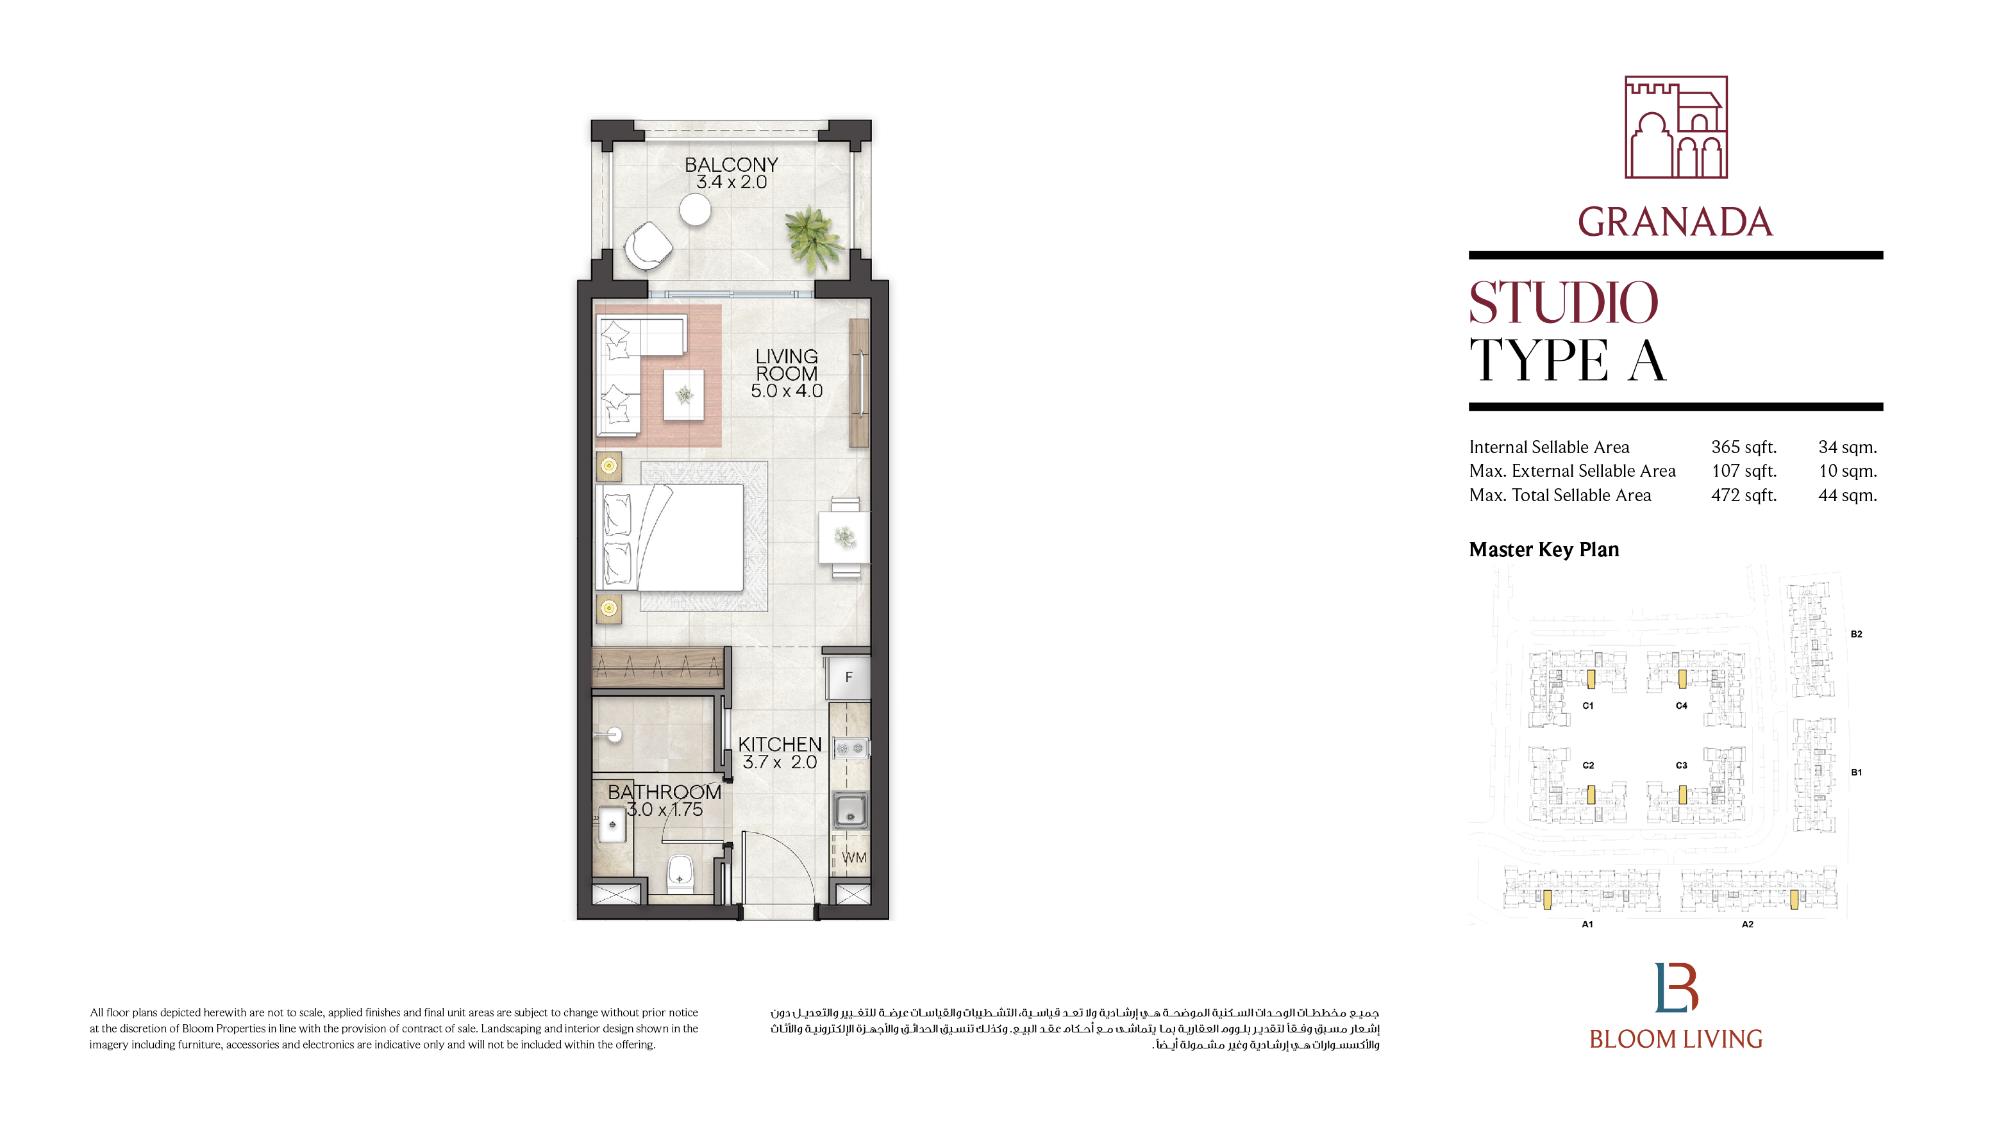 BALCONY
3.4 x 2.0
LIVING
ROOM
5.0 x 4.0
F
KITCHEN
3.7 x 2.0
BATHROOM
3.0 x 1.75
WM
GRANADA
STUDIO
TYPE A
Internal Sellable Area 365 sqft. 34 sqm.
Max. External Sellable Area 107 sqft. 10 sqm.
Max. Total Sellable Area 472 sqft. 44 sqm.
Master Key Plan
B2
C1 C4
C2 C3
B1
A1 A2
BLOOM LIVING
All floor plans depicted herewith are not to scale, applied finishes and final unit areas are subject to change without prior notice
at the discretion of Bloom Properties in line with the provision of contract of sale. Landscaping and interior design shown in the
imagery including furniture, accessories and electronics are indicative only and will not be included within the offering.
جميع مخططات الوحدات السكنية الموضحة هي إرشادية ولا تعد قياسية، التشطيبات والقياسات عرضة للتغيير والتعديل دون
إشعار مسبق وفقاً لتقدير بلووم العقارية بما يتماشى مع أحكام عقد البيع. وكذلك تنسيق الحدائق والأجهزة الإلكترونية والأثاث
والأكسسوارات هي إرشادية وغير مشمولة أيضاً.